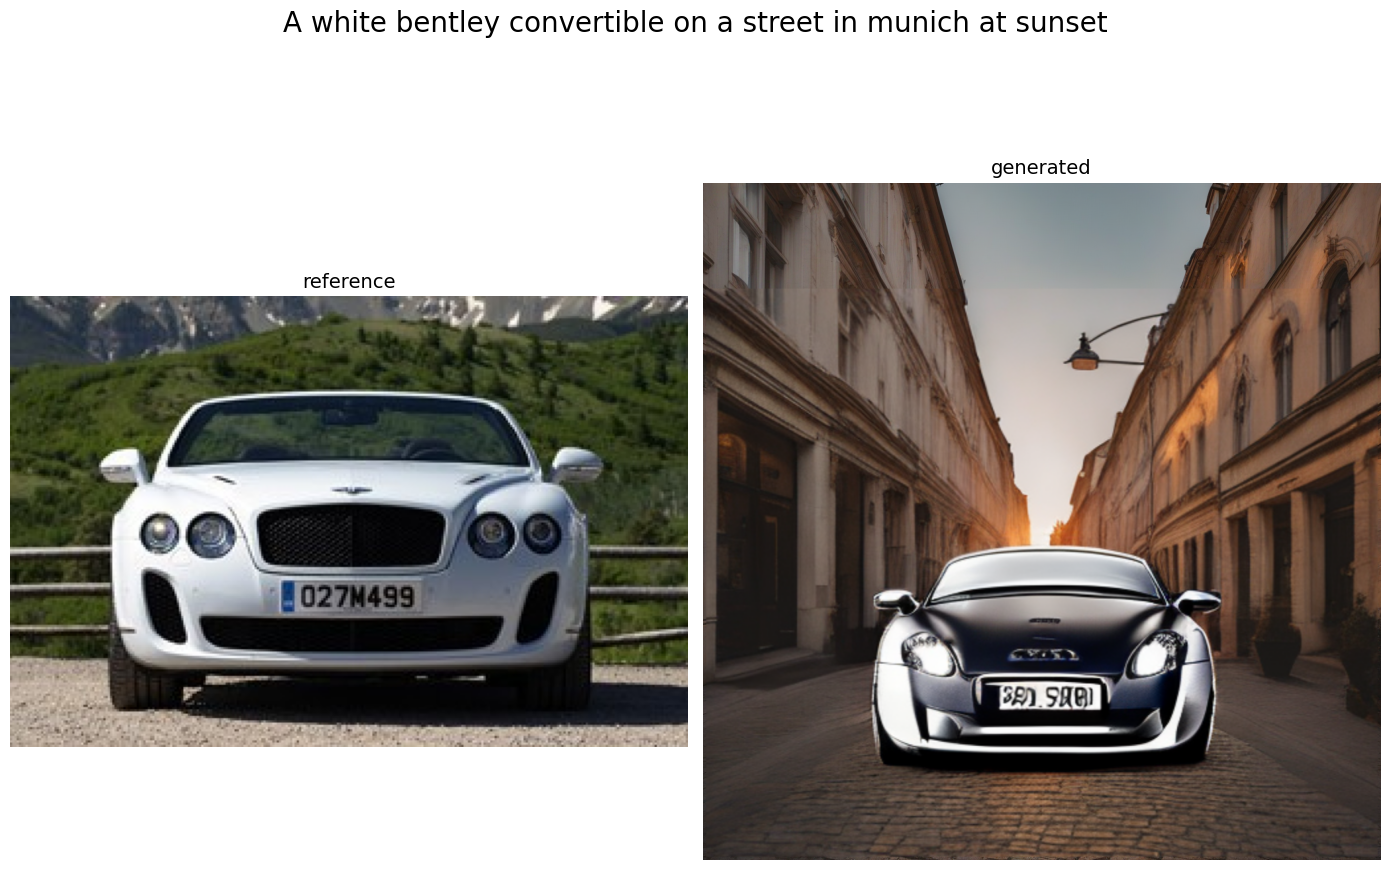 A white bentley convertible on a street in munich at sunset
generated
reference
027M499